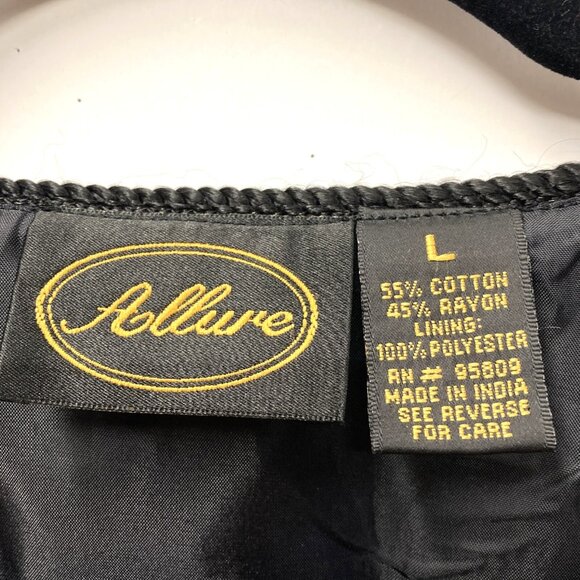 Allure
L
55% COTTON
45% RAYON
LINING:
100% POLYESTER
RN # 95809
MADE IN INDIA
SEE REVERSE
FOR CARE